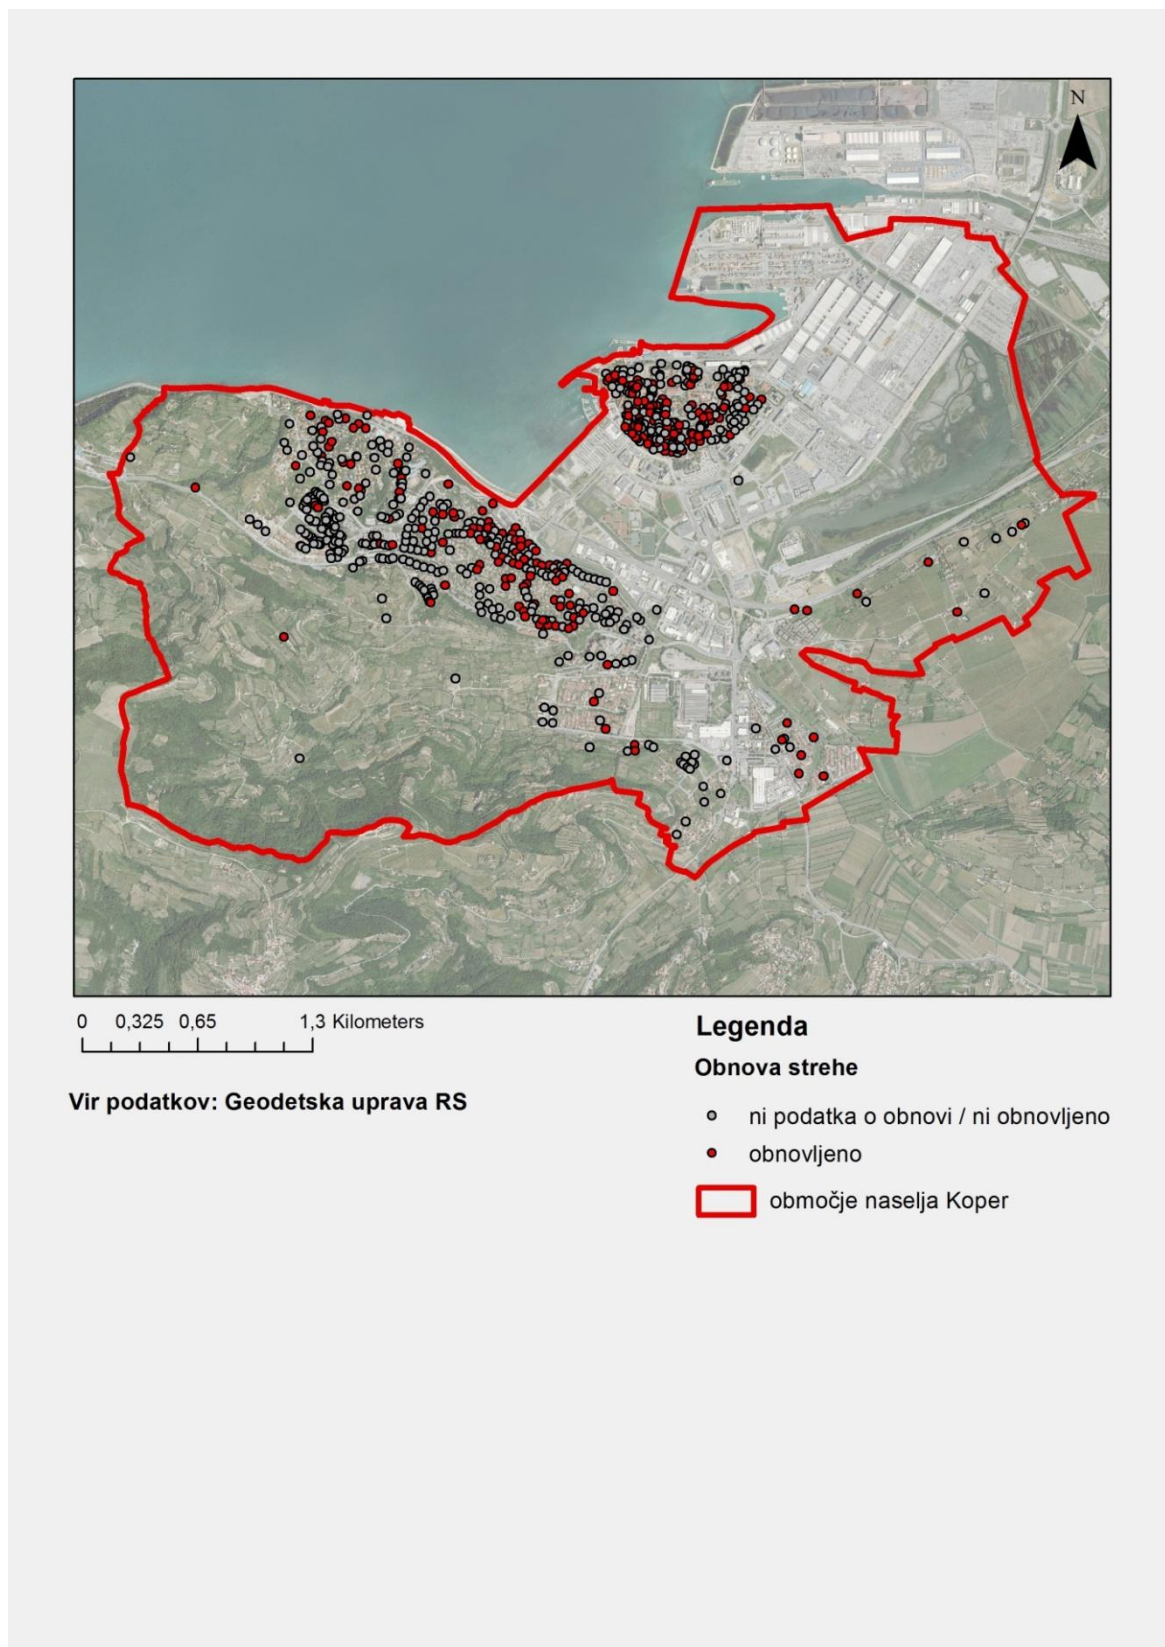 N
0 0,325 0,65 1,3 Kilometers
Vir podatkov: Geodetska uprava RS
Legenda
Obnova strehe
ni podatka o obnovi / ni obnovljeno
obnovljeno
območje naselja Koper